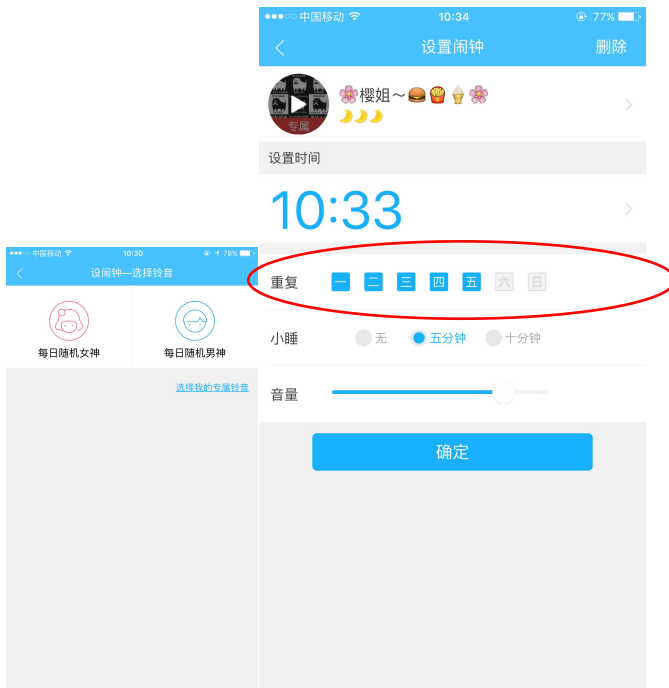 中国移动 10:30 78%
设闹钟—选择铃音
每日随机女神 每日随机男神
选择我的专属铃音
中国移动 10:34 77%
设置闹钟 删除
🌸樱姐～🍔🍟🍦🌸
🌙🌙🌙
专属
设置时间
10:33
重复 一 二 三 四 五 六 日
小睡 无 五分钟 十分钟
音量
确定